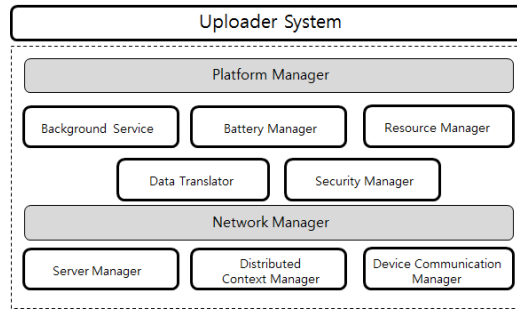 Uploader System
Platform Manager
Background Service
Battery Manager
Resource Manager
Data Translator
Security Manager
Network Manager
Server Manager
Distributed
Context Manager
Device Communication
Manager